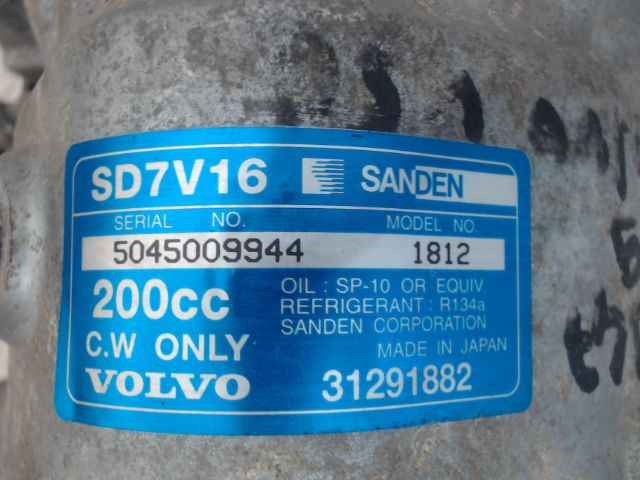 SD7V16 SANDEN
SERIAL NO. MODEL NO.
5045009944 1812
200cc OIL : SP-10 OR EQUIV.
REFRIGERANT : R134a
SANDEN CORPORATION
C.W ONLY MADE IN JAPAN
VOLVO 31291882